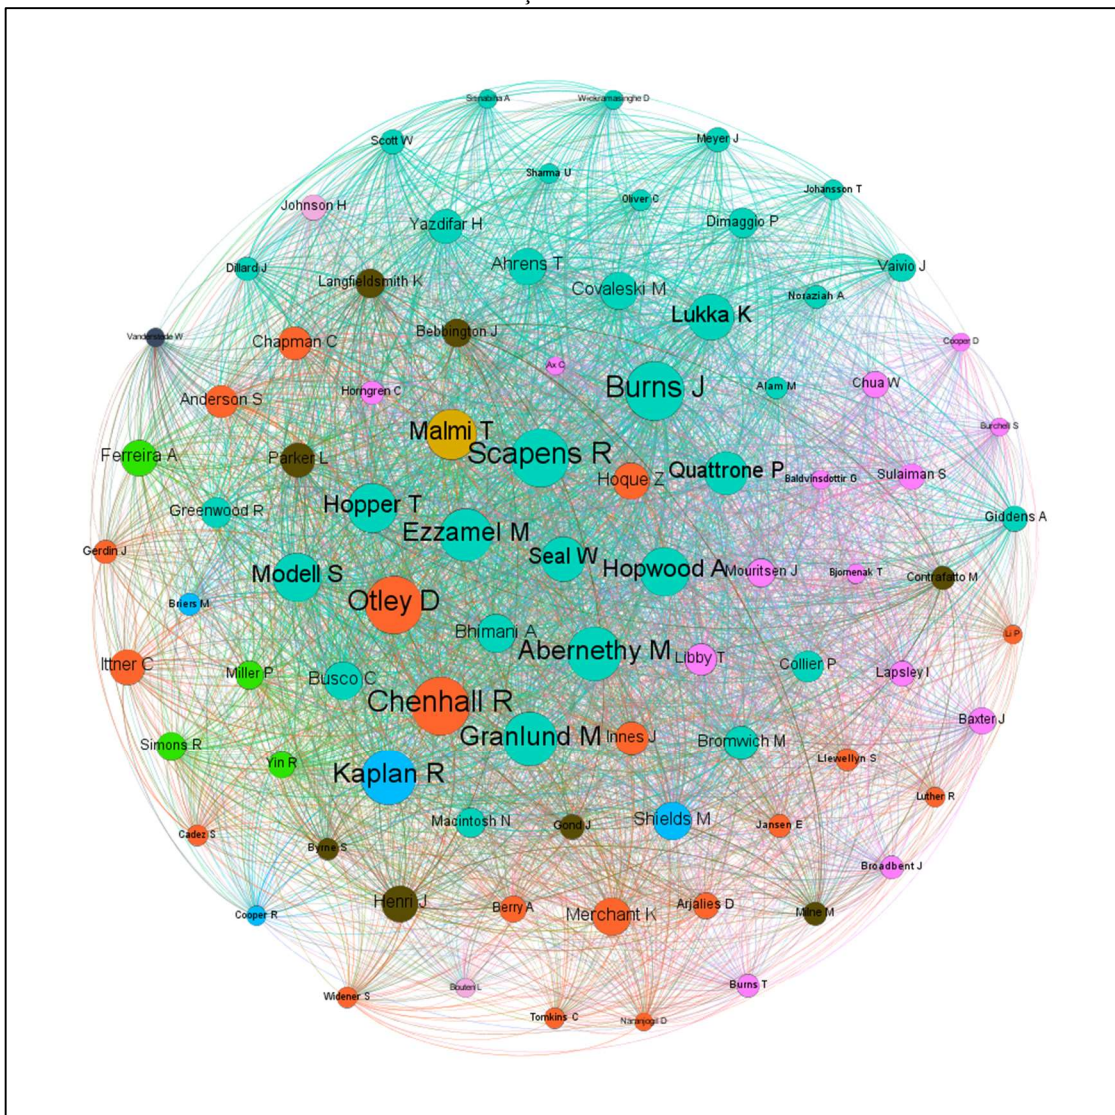 Sitinabiha A
Wickramasinghe D
Scott W
Meyer J
Sharma U
Johansson T
Oliver C
Johnson H
Yazdifar H
Dimaggio P
Dillard J
Ahrens T
Vaivio J
Langfieldsmith K
Covaleski M
Noraziah A
Lukka K
Bebbington J
Chapman C
Cooper D
Ax C
Burns J
Alam M
Chua W
Horngren C
Anderson S
Burchell S
Malmi T
Scapens R
Ferreira A
Parker L
Hoque Z
Quattrone P
Sulaiman S
Baldvinsdottir G
Hopper T
Greenwood R
Giddens A
Ezzamel M
Gerdin J
Seal W
Hopwood A
Mouritsen J
Bjornenak T
Modell S
Contrafatto M
Briers M
Otley D
Bhimani A
Li P
Abernethy M
Libby T
Ittner C
Collier P
Miller P
Busco C
Lapsley I
Chenhall R
Baxter J
Granlund M
Innes J
Simons R
Bromwich M
Yin R
Llewellyn S
Kaplan R
Luther R
Macintosh N
Gond J
Shields M
Jansen E
Cadez S
Byrne S
Broadbent J
Henri J
Berry A
Merchant K
Arjalies D
Milne M
Cooper R
Bouten L
Burns T
Widener S
Tomkins C
Naranjogil D